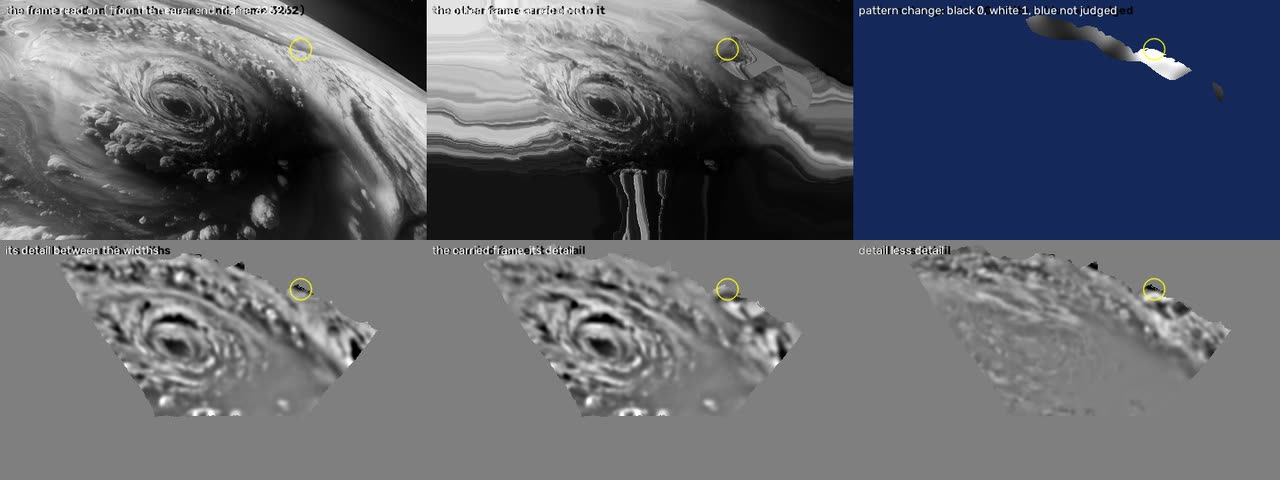 the other frame carried onto it
pattern change: black 0, white 1, blue not judged
its detail between the widths
the carried frame, its detail
detail less detail